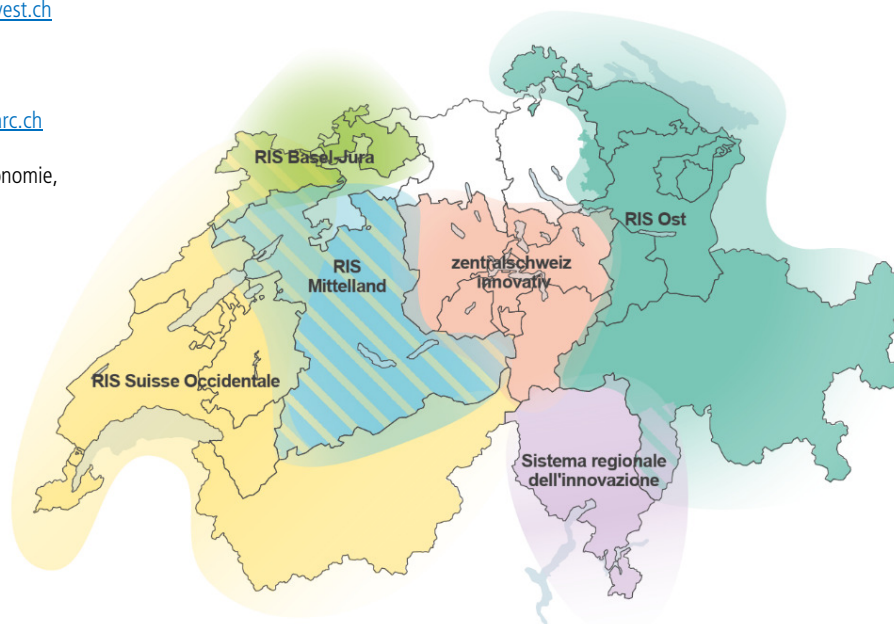 vest.ch
arc.ch
onomie,
RIS Basel-Jura
RIS Ost
RIS
Mittelland
zentralschweiz
innovativ
RIS Suisse Occidentale
Sistema regionale
dell'innovazione